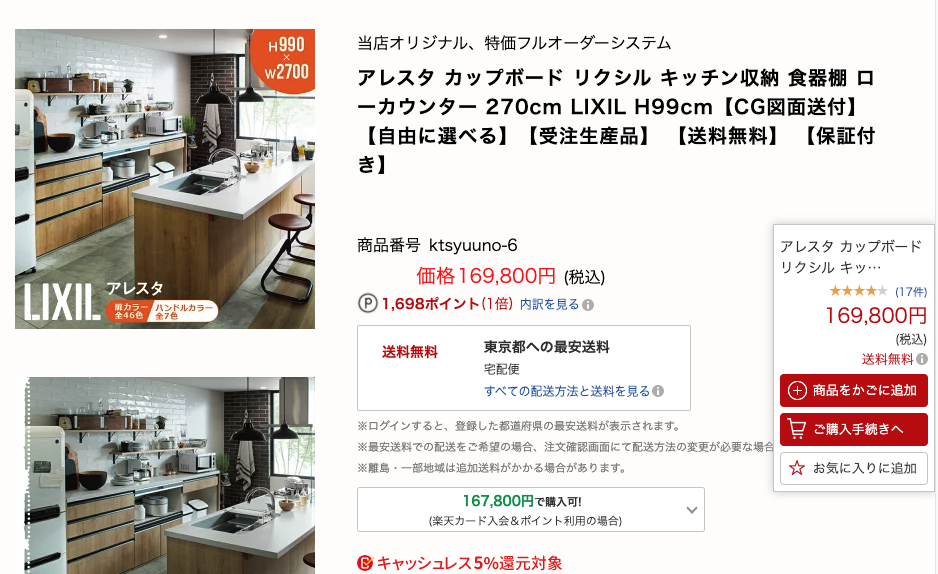 H990
×
W2700
LIXIL アレスタ
扉カラー
全46色
ハンドルカラー
全7色
当店オリジナル、特価フルオーダーシステム
アレスタ カップボード リクシル キッチン収納 食器棚 ロ
ーカウンター 270cm LIXIL H99cm【CG図面送付】
【自由に選べる】【受注生産品】 【送料無料】 【保証付
き】
商品番号 ktsyuuno-6
価格 169,800円 (税込)
P 1,698ポイント(1倍) 内訳を見る
送料無料
東京都への最安送料
宅配便
すべての配送方法と送料を見る
※ログインすると、登録した都道府県の最安送料が表示されます。
※最安送料での配送をご希望の場合、注文確認画面にて配送方法の変更が必要な場合
※離島・一部地域は追加送料がかかる場合があります。
167,800円で購入可!
(楽天カード入会&ポイント利用の場合)
キャッシュレス5%還元対象
アレスタ カップボード
リクシル キッ…
(17件)
169,800円
(税込)
送料無料
商品をかごに追加
ご購入手続きへ
お気に入りに追加